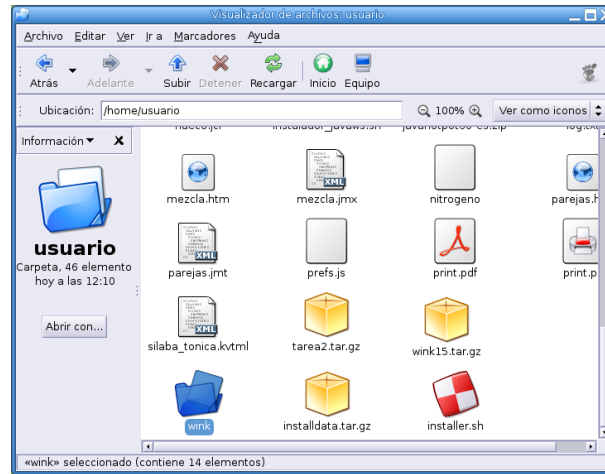 Visualizador de archivos: usuario
Archivo Editar Ver Ir a Marcadores Ayuda
Atrás Adelante Subir Detener Recargar Inicio Equipo
Ubicación: /home/usuario 100% Ver como iconos
Información
usuario
Carpeta, 46 elemento
hoy a las 12:10
Abrir con...
mezcla.htm mezcla.jmx nitrogeno parejas.h
XML
parejas.jmt prefs.js print.pdf print.p
XML
silaba_tonica.kvtml tarea2.tar.gz wink15.tar.gz
XML
wink installdata.tar.gz installer.sh
«wink» seleccionado (contiene 14 elementos)